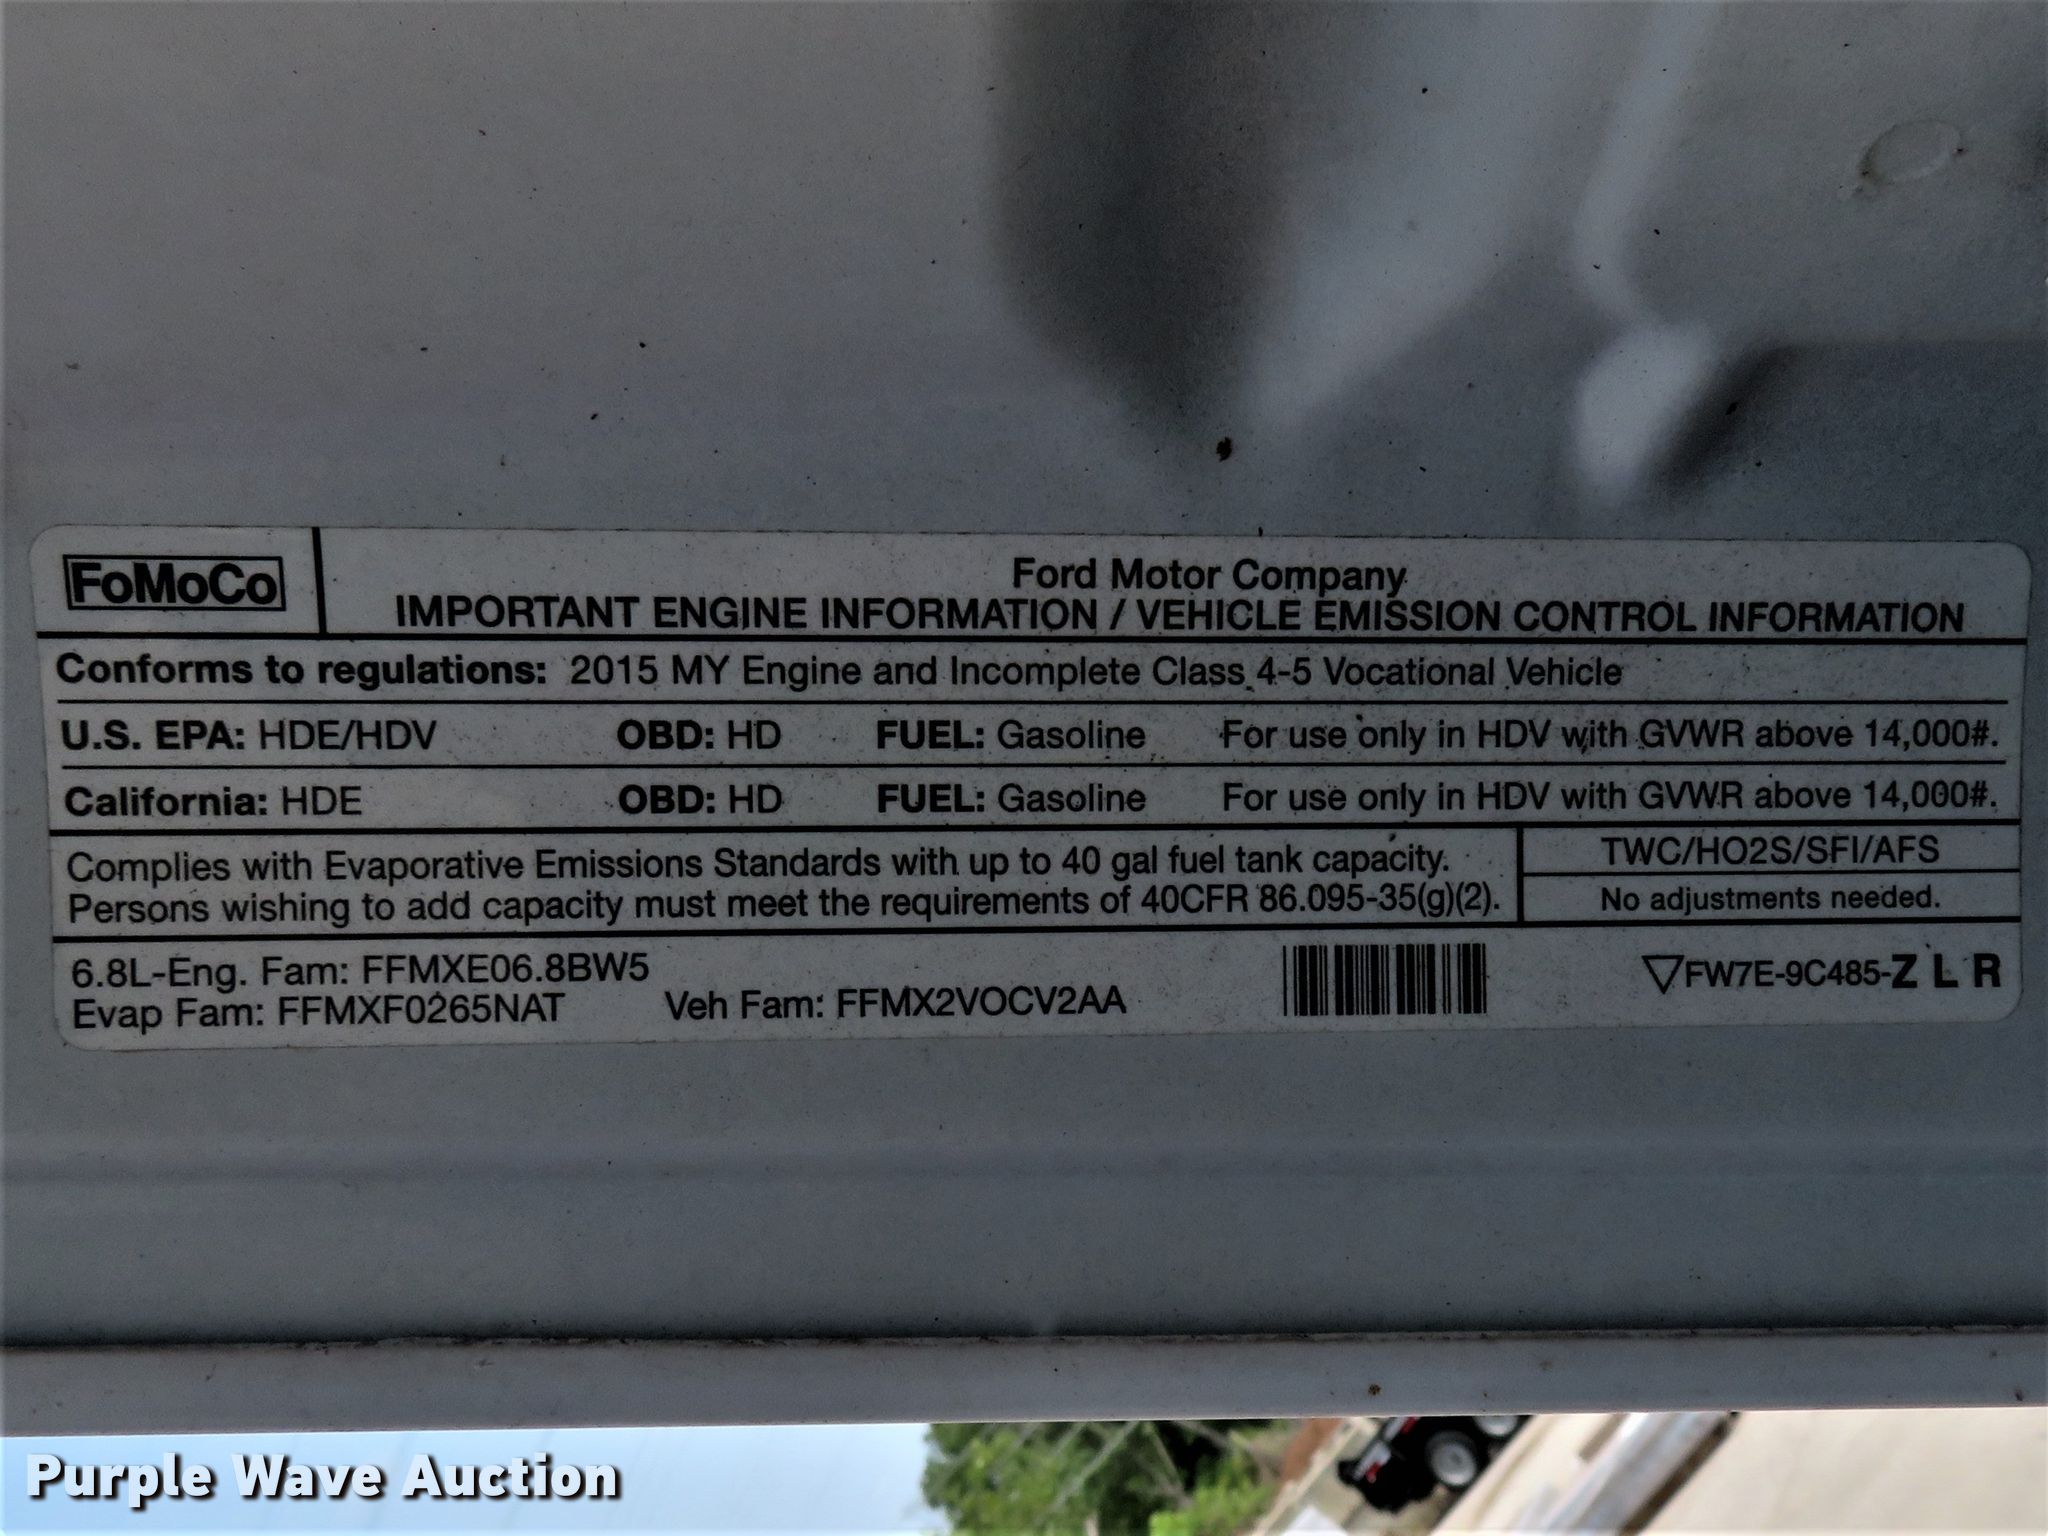 FoMoCo
Ford Motor Company
IMPORTANT ENGINE INFORMATION / VEHICLE EMISSION CONTROL INFORMATION
Conforms to regulations: 2015 MY Engine and Incomplete Class 4-5 Vocational Vehicle
U.S. EPA: HDE/HDV OBD: HD FUEL: Gasoline For use only in HDV with GVWR above 14,000#.
California: HDE OBD: HD FUEL: Gasoline For use only in HDV with GVWR above 14,000#.
Complies with Evaporative Emissions Standards with up to 40 gal fuel tank capacity.
Persons wishing to add capacity must meet the requirements of 40CFR 86.095-35(g)(2).
TWC/HO2S/SFI/AFS
No adjustments needed.
6.8L-Eng. Fam: FFMXE06.8BW5
Evap Fam: FFMXF0265NAT Veh Fam: FFMX2VOCV2AA
FW7E-9C485-Z L R
Purple Wave Auction